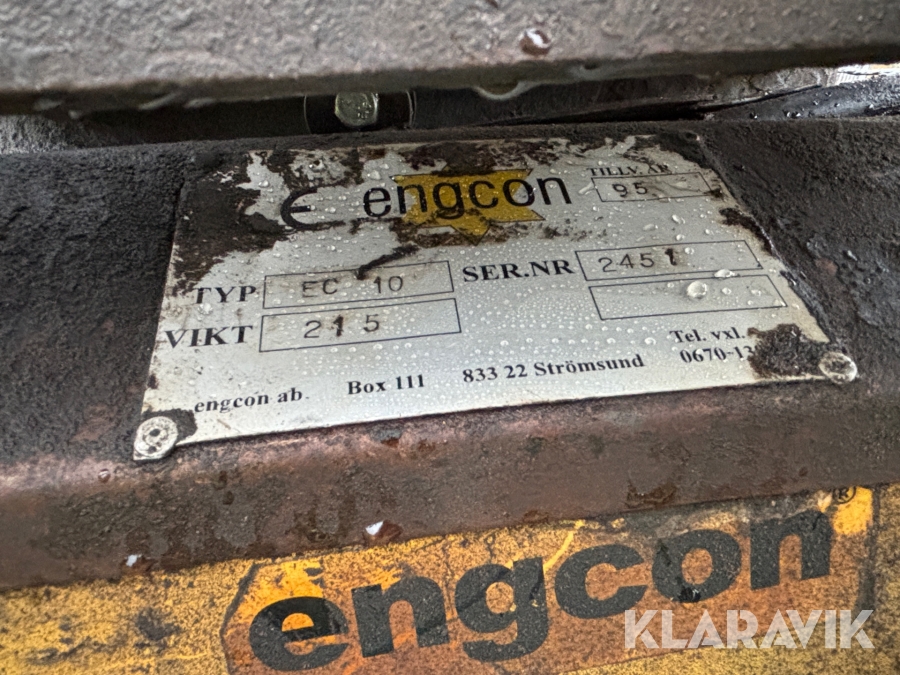 CE engcon
TILLV. ÅR
95
TYP EC 10 SER.NR 2451
VIKT 215
engcon ab. Box 111 833 22 Strömsund
Tel. vxl.
engcon®
KLARAVIK